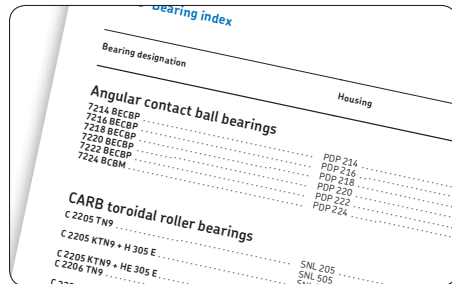 Bearing index
Bearing designation
Housing
Angular contact ball bearings
7214 BECBP PDP 214
7216 BECBP PDP 216
7218 BECBP PDP 218
7220 BECBP PDP 220
7222 BECBP PDP 222
7224 BCBM PDP 224
CARB toroidal roller bearings
C 2205 TN9 SNL 205
C 2205 KTN9 + H 305 E SNL 505
C 2205 KTN9 + HE 305 E
C 2206 TN9